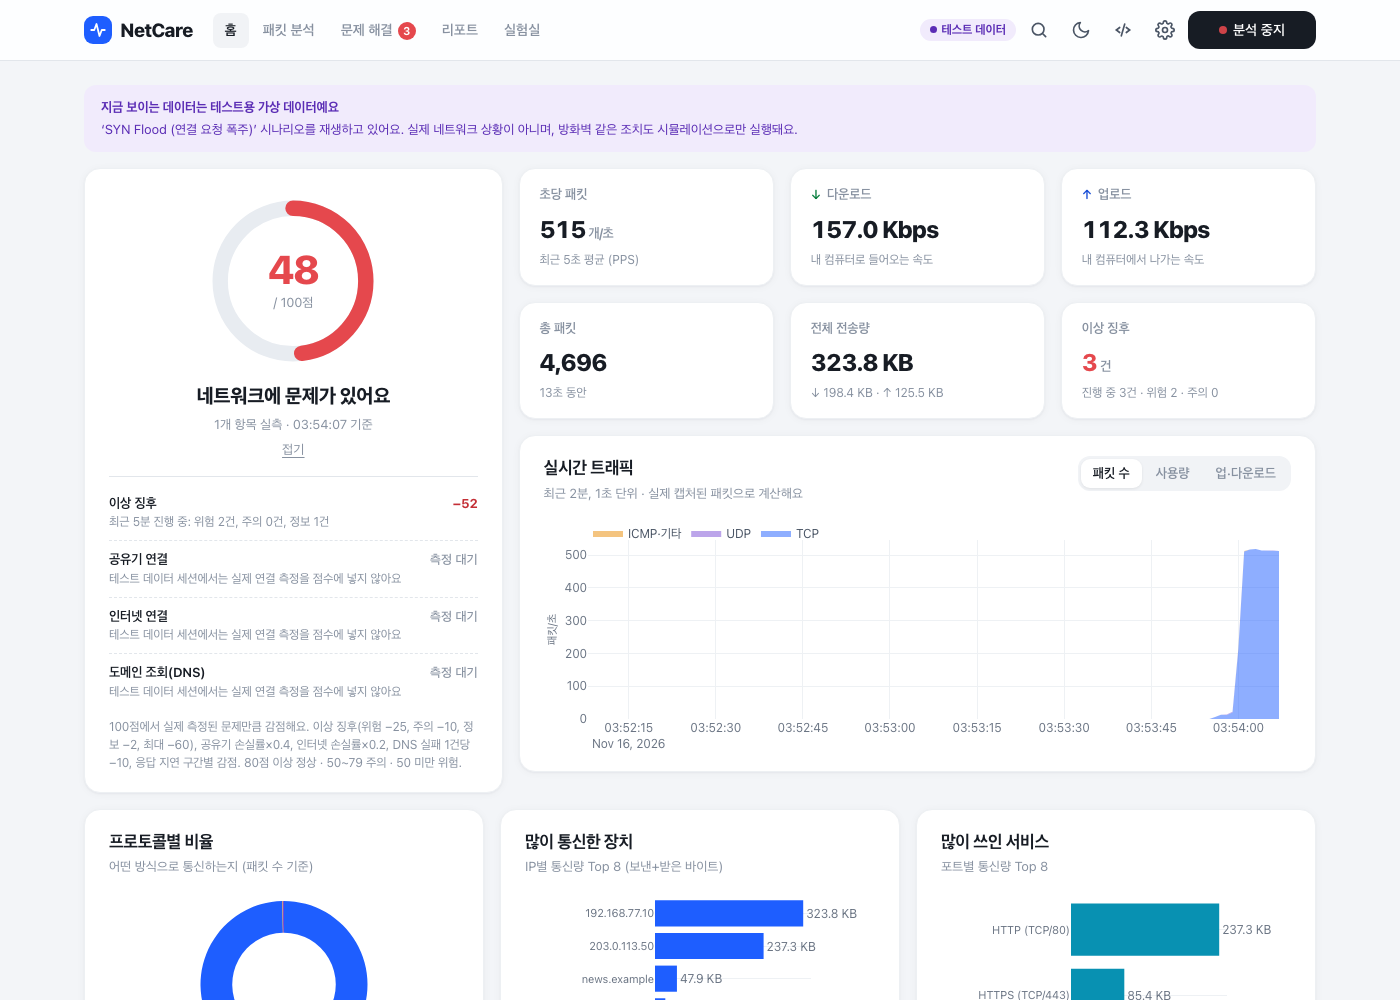 NetCare
홈
패킷 분석
문제 해결 3
리포트
실험실
테스트 데이터
분석 중지
지금 보이는 데이터는 테스트용 가상 데이터예요
‘SYN Flood (연결 요청 폭주)’ 시나리오를 재생하고 있어요. 실제 네트워크 상황이 아니며, 방화벽 같은 조치도 시뮬레이션으로만 실행돼요.
48
/ 100점
네트워크에 문제가 있어요
1개 항목 실측 · 03:54:07 기준
접기
이상 징후 −52
최근 5분 진행 중: 위험 2건, 주의 0건, 정보 1건
공유기 연결 측정 대기
테스트 데이터 세션에서는 실제 연결 측정을 점수에 넣지 않아요
인터넷 연결 측정 대기
테스트 데이터 세션에서는 실제 연결 측정을 점수에 넣지 않아요
도메인 조회(DNS) 측정 대기
테스트 데이터 세션에서는 실제 연결 측정을 점수에 넣지 않아요
100점에서 실제 측정된 문제만큼 감점해요. 이상 징후(위험 −25, 주의 −10, 정
보 −2, 최대 −60), 공유기 손실률×0.4, 인터넷 손실률×0.2, DNS 실패 1건당
−10, 응답 지연 구간별 감점. 80점 이상 정상 · 50~79 주의 · 50 미만 위험.
초당 패킷
515 개/초
최근 5초 평균 (PPS)
↓ 다운로드
157.0 Kbps
내 컴퓨터로 들어오는 속도
↑ 업로드
112.3 Kbps
내 컴퓨터에서 나가는 속도
총 패킷
4,696
13초 동안
전체 전송량
323.8 KB
↓ 198.4 KB · ↑ 125.5 KB
이상 징후
3 건
진행 중 3건 · 위험 2 · 주의 0
실시간 트래픽
최근 2분, 1초 단위 · 실제 캡처된 패킷으로 계산해요
패킷 수
사용량
업·다운로드
ICMP·기타
UDP
TCP
패킷/초
500
400
300
200
100
0
03:52:15
03:52:30
03:52:45
03:53:00
03:53:15
03:53:30
03:53:45
03:54:00
Nov 16, 2026
프로토콜별 비율
어떤 방식으로 통신하는지 (패킷 수 기준)
많이 통신한 장치
IP별 통신량 Top 8 (보낸+받은 바이트)
192.168.77.10 323.8 KB
203.0.113.50 237.3 KB
news.example 47.9 KB
많이 쓰인 서비스
포트별 통신량 Top 8
HTTP (TCP/80) 237.3 KB
HTTPS (TCP/443) 85.4 KB